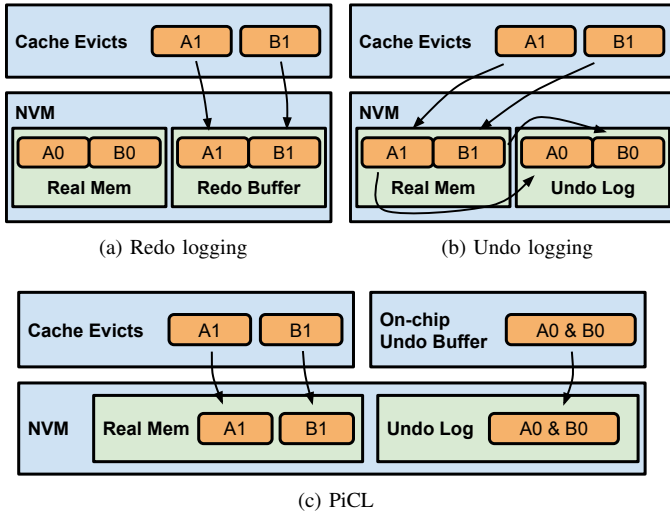 Cache Evicts A1 B1
NVM
A0 B0 A1 B1
Real Mem Redo Buffer
(a) Redo logging
Cache Evicts A1 B1
NVM
A1 B1 A0 B0
Real Mem Undo Log
(b) Undo logging
Cache Evicts A1 B1
On-chip
Undo Buffer A0 & B0
NVM Real Mem A1 B1 Undo Log A0 & B0
(c) PiCL